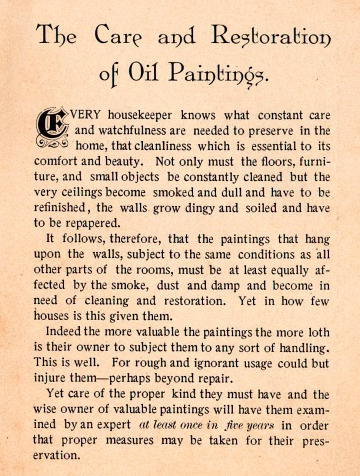 The Care and Restoration
of Oil Paintings.
EVERY housekeeper knows what constant care
and watchfulness are needed to preserve in the
home, that cleanliness which is essential to its
comfort and beauty. Not only must the floors, furni-
ture, and small objects be constantly cleaned but the
very ceilings become smoked and dull and have to be
refinished, the walls grow dingy and soiled and have
to be repapered.
It follows, therefore, that the paintings that hang
upon the walls, subject to the same conditions as all
other parts of the rooms, must be at least equally af-
fected by the smoke, dust and damp and become in
need of cleaning and restoration. Yet in how few
houses is this given them.
Indeed the more valuable the paintings the more loth
is their owner to subject them to any sort of handling.
This is well. For rough and ignorant usage could but
injure them—perhaps beyond repair.
Yet care of the proper kind they must have and the
wise owner of valuable paintings will have them exam-
ined by an expert at least once in five years in order
that proper measures may be taken for their pres-
ervation.